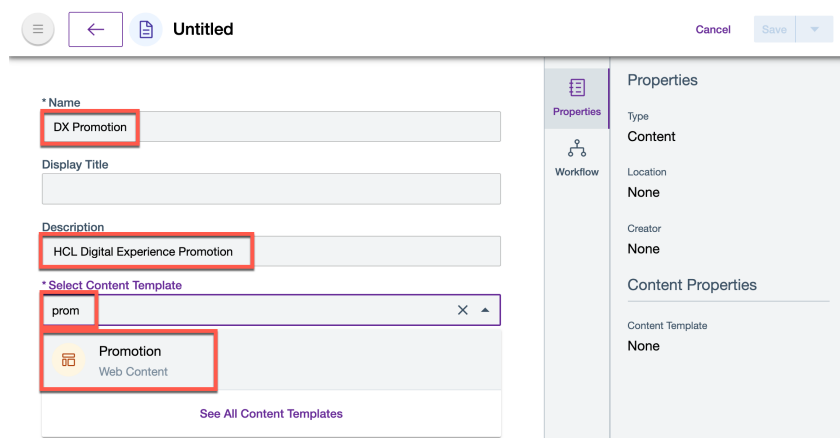 Untitled
Cancel
Save
* Name
DX Promotion
Display Title
Description
HCL Digital Experience Promotion
* Select Content Template
prom
Promotion
Web Content
See All Content Templates
Properties
Workflow
Properties
Type
Content
Location
None
Creator
None
Content Properties
Content Template
None